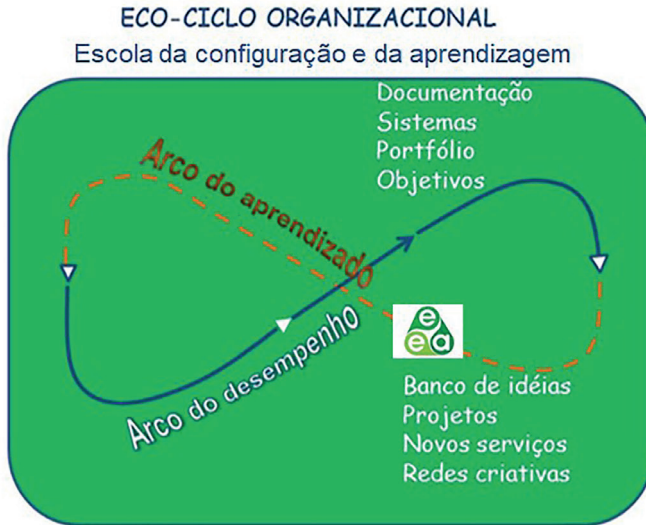 ECO-CICLO ORGANIZACIONAL
Escola da configuração e da aprendizagem
Documentação
Sistemas
Portfólio
Objetivos
Arco do aprendizado
Arco do desempenho
e
e a
Banco de idéias
Projetos
Novos serviços
Redes criativas